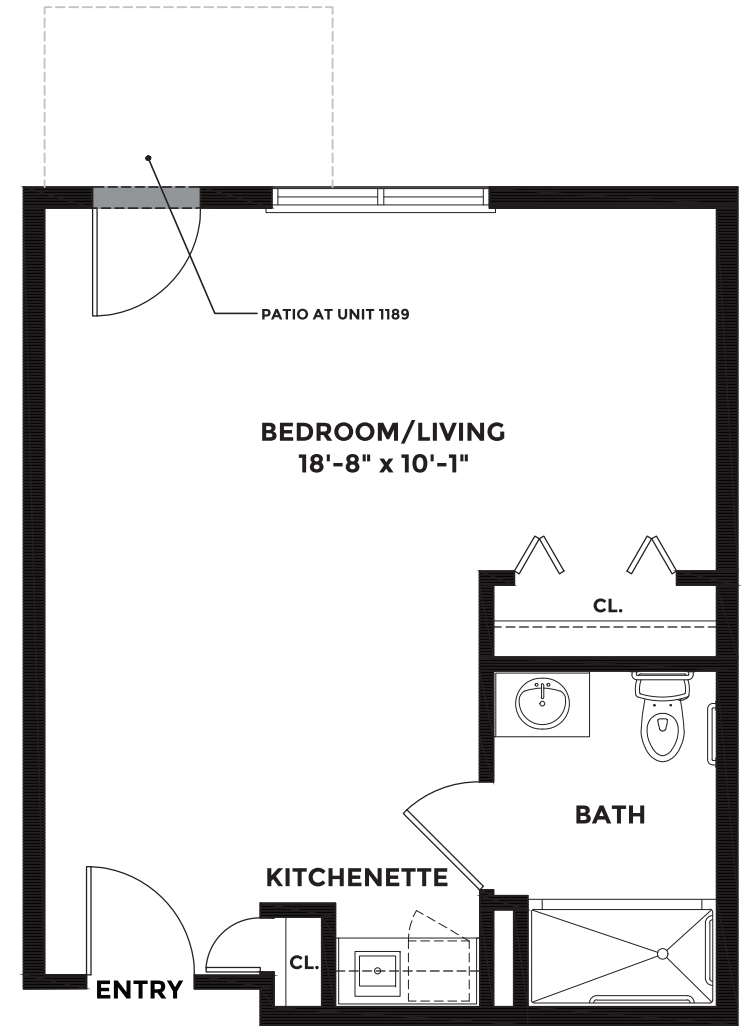 PATIO AT UNIT 1189
BEDROOM/LIVING
18'-8" x 10'-1"
CL.
BATH
KITCHENETTE
CL.
ENTRY